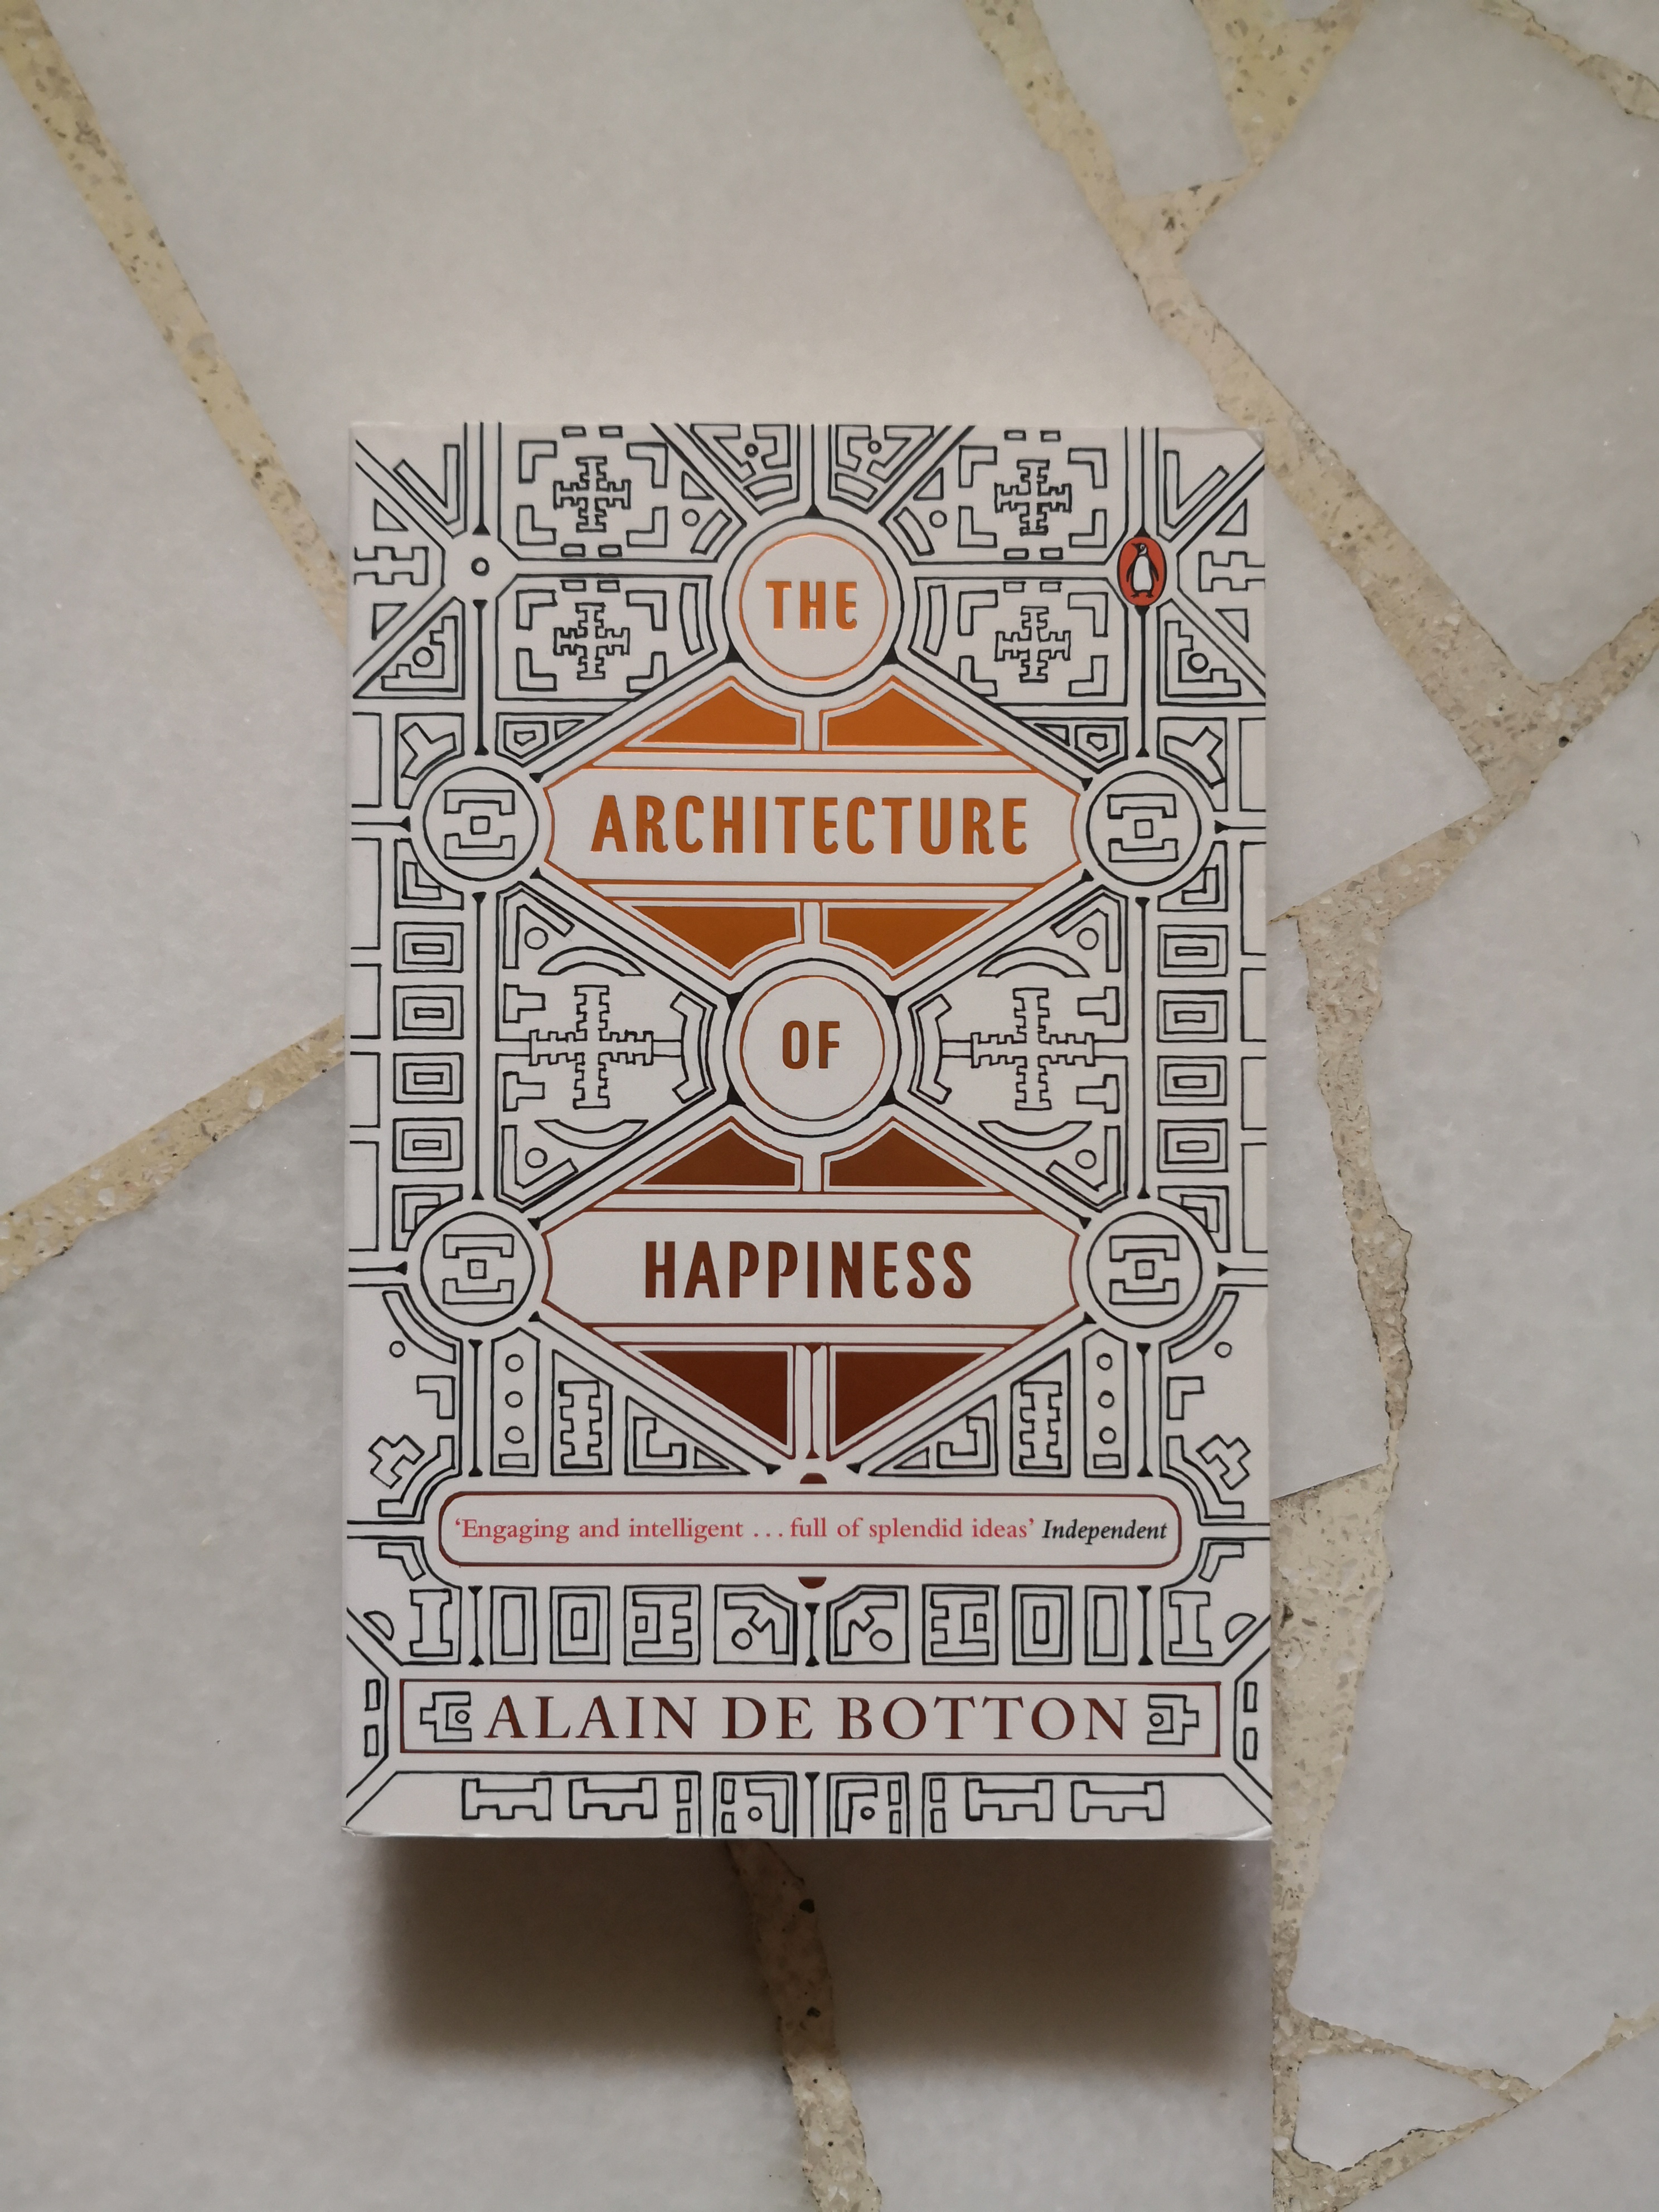 THE
ARCHITECTURE
OF
HAPPINESS
‘Engaging and intelligent ... full of splendid ideas’ Independent
ALAIN DE BOTTON